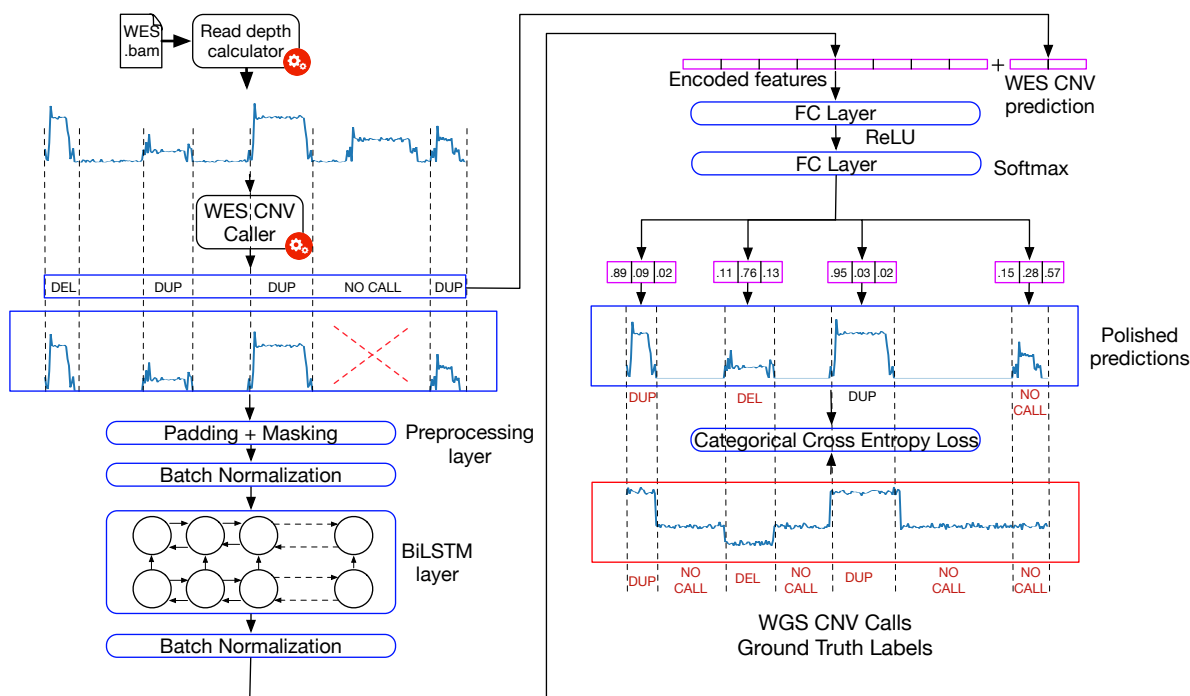 WES
.bam
Read depth
calculator
WES CNV
Caller
DEL
DUP
DUP
NO CALL
DUP
Padding + Masking
Preprocessing
layer
Batch Normalization
BiLSTM
layer
Batch Normalization
Encoded features
+
WES CNV
prediction
FC Layer
ReLU
FC Layer
Softmax
.89 .09 .02
.11 .76 .13
.95 .03 .02
.15 .28 .57
Polished
predictions
DUP
DEL
DUP
NO
CALL
Categorical Cross Entropy Loss
DUP
NO
CALL
DEL
NO
CALL
DUP
NO
CALL
NO
CALL
WGS CNV Calls
Ground Truth Labels